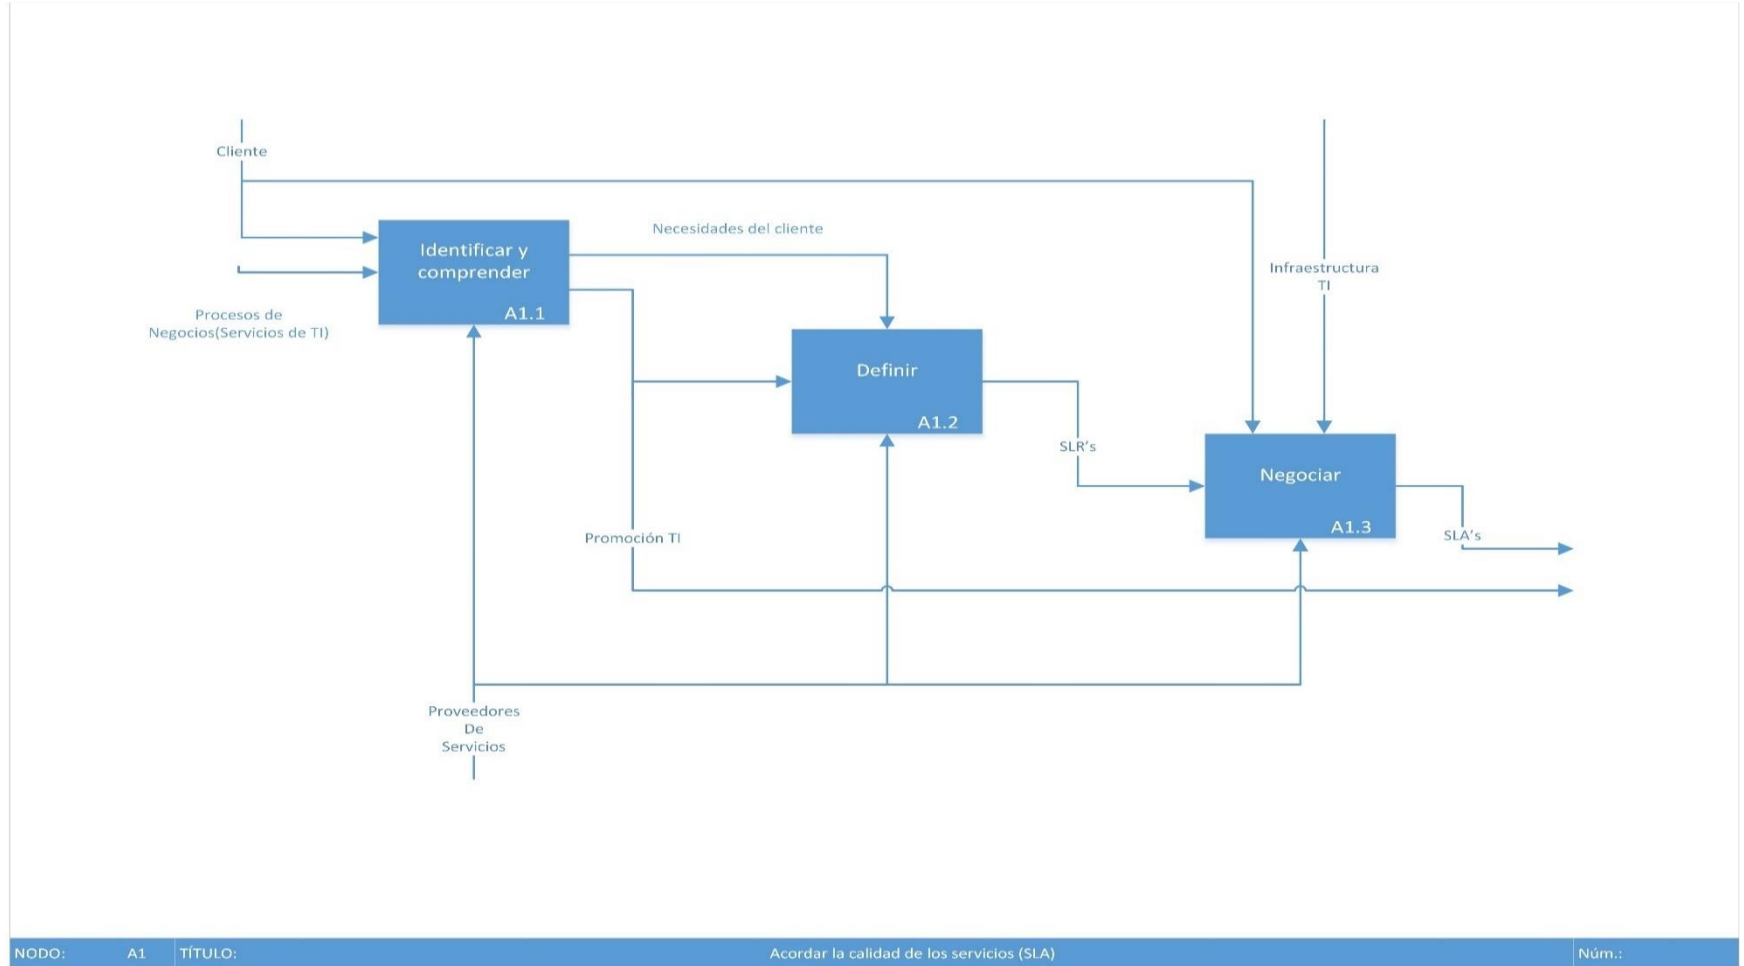 Cliente
Necesidades del cliente
Identificar y
comprender
A1.1
Infraestructura
TI
Procesos de
Negocios(Servicios de TI)
Definir
A1.2
SLR's
Negociar
A1.3
Promoción TI
SLA's
Proveedores
De
Servicios
NODO: A1 TÍTULO: Acordar la calidad de los servicios (SLA) Núm.: